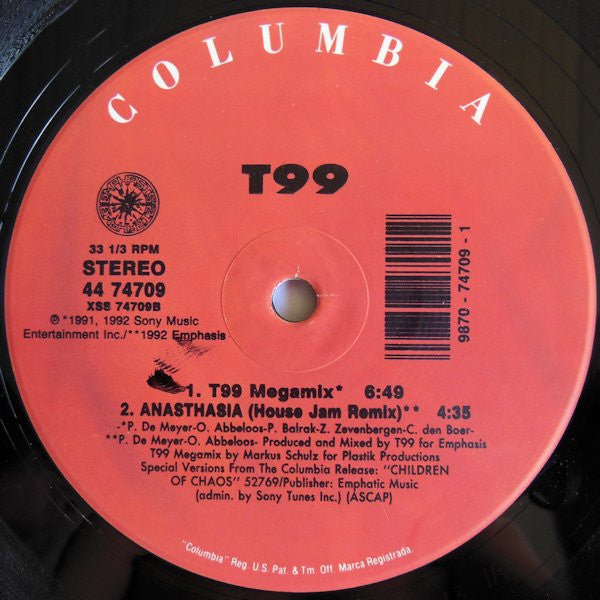 COLUMBIA
T99
33 1/3 RPM
STEREO
44 74709
XSS 74709B
℗ *1991, 1992 Sony Music
Entertainment Inc./**1992 Emphasis
9870 - 74709 - 1
1. T99 Megamix* 6:49
2. ANASTHASIA (House Jam Remix)** 4:35
-*P. De Meyer-O. Abbeloos-P. Balrak-Z. Zevenbergen-C. den Boer-
**P. De Meyer-O. Abbeloos- Produced and Mixed by T99 for Emphasis
T99 Megamix by Markus Schulz for Plastik Productions
Special Versions From The Columbia Release: "CHILDREN
OF CHAOS" 52769/Publisher: Emphatic Music
(admin. by Sony Tunes Inc.) (ASCAP)
"Columbia" Reg. U.S. Pat. & Tm. Off. Marca Registrada.